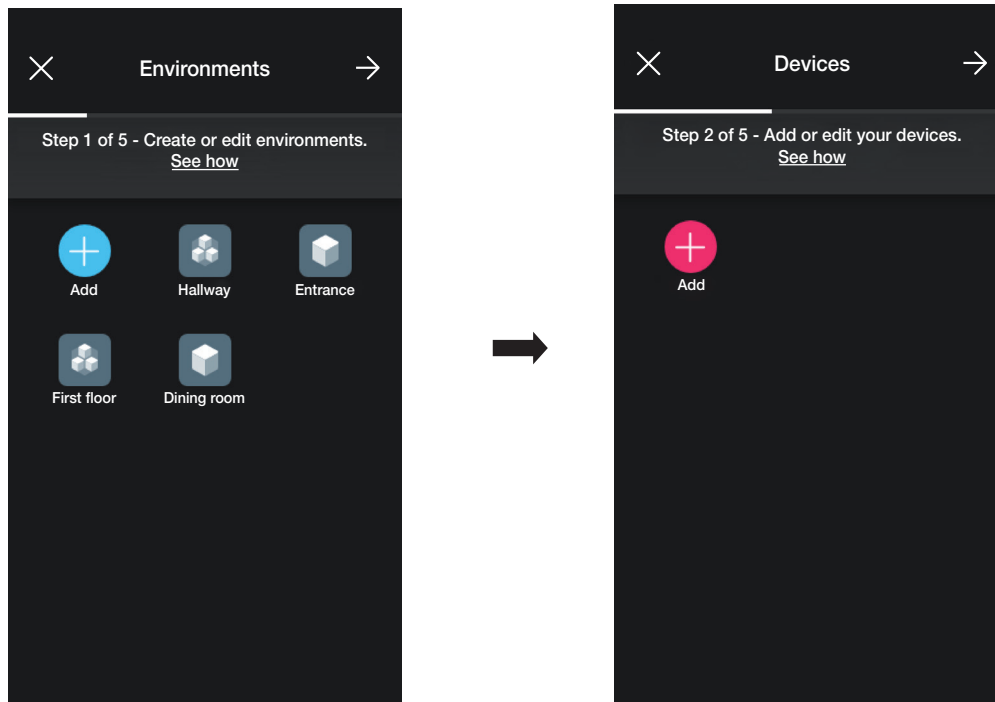 Environments
Step 1 of 5 - Create or edit environments.
See how
Add
Hallway
Entrance
First floor
Dining room
Devices
Step 2 of 5 - Add or edit your devices.
See how
Add